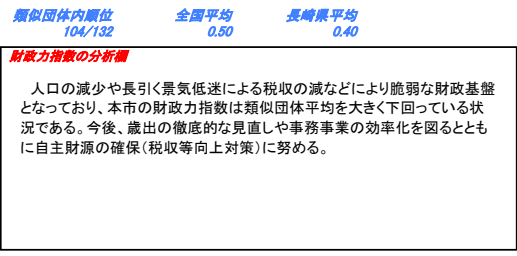 類似団体内順位 全国平均 長崎県平均
104/132 0.50 0.40
財政力指数の分析欄
人口の減少や長引く景気低迷による税収の減などにより脆弱な財政基盤
となっており、本市の財政力指数は類似団体平均を大きく下回っている状
況である。今後、歳出の徹底的な見直しや事務事業の効率化を図るととも
に自主財源の確保（税収等向上対策）に努める。